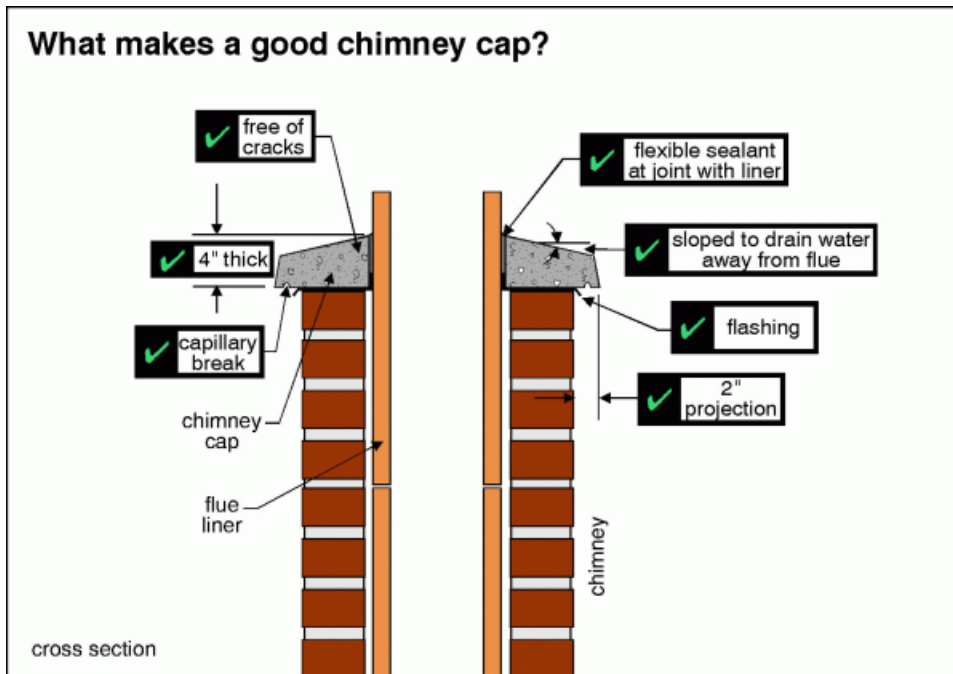 What makes a good chimney cap?
free of
cracks
flexible sealant
at joint with liner
4" thick
sloped to drain water
away from flue
capillary
break
flashing
2"
projection
chimney
cap
flue
liner
chimney
cross section